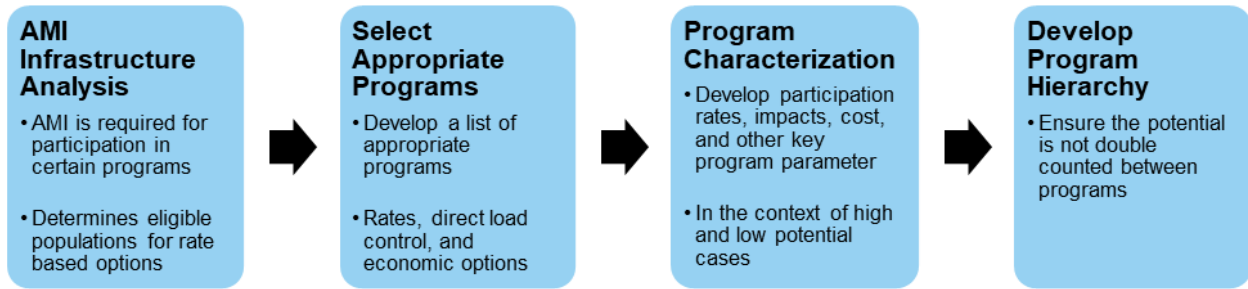 AMI
Infrastructure
Analysis
• AMI is required for
participation in
certain programs
• Determines eligible
populations for rate
based options
Select
Appropriate
Programs
• Develop a list of
appropriate
programs
• Rates, direct load
control, and
economic options
Program
Characterization
• Develop participation
rates, impacts, cost,
and other key
program parameter
• In the context of high
and low potential
cases
Develop
Program
Hierarchy
• Ensure the potential
is not double
counted between
programs